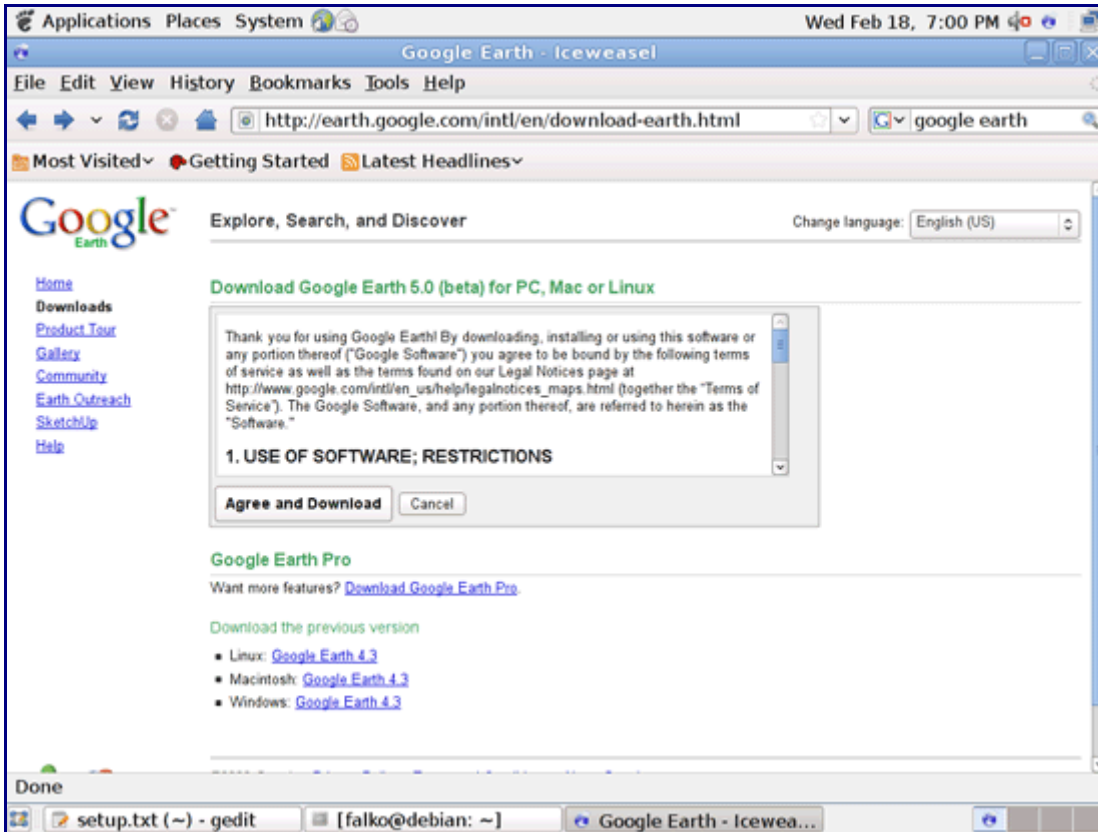 Applications Places System Wed Feb 18, 7:00 PM
Google Earth - Iceweasel
File Edit View History Bookmarks Tools Help
http://earth.google.com/intl/en/download-earth.html google earth
Most Visited Getting Started Latest Headlines
Google Earth
Explore, Search, and Discover
Change language: English (US)
Home
Downloads
Product Tour
Gallery
Community
Earth Outreach
SketchUp
Help
Download Google Earth 5.0 (beta) for PC, Mac or Linux
Thank you for using Google Earth! By downloading, installing or using this software or
any portion thereof ("Google Software") you agree to be bound by the following terms
of service as well as the terms found on our Legal Notices page at
http://www.google.com/intl/en_us/help/legalnotices_maps.html (together the "Terms of
Service"). The Google Software, and any portion thereof, are referred to herein as the
"Software."
1. USE OF SOFTWARE; RESTRICTIONS
Agree and Download Cancel
Google Earth Pro
Want more features? Download Google Earth Pro.
Download the previous version
Linux: Google Earth 4.3
Macintosh: Google Earth 4.3
Windows: Google Earth 4.3
Done
setup.txt (~) - gedit [falko@debian: ~] Google Earth - Icewea...